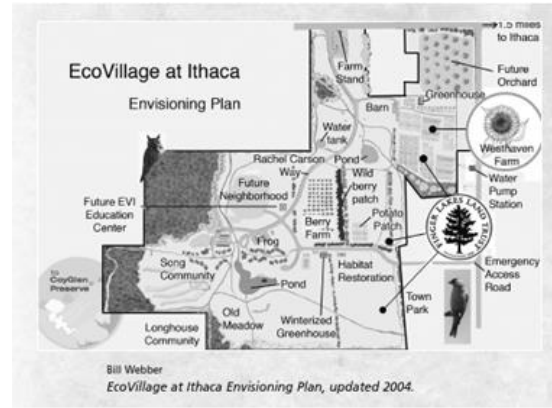 1.5 miles
to Ithaca
EcoVillage at Ithaca
Envisioning Plan
Farm
Stand
Future
Orchard
Greenhouse
Barn
Westhaven
Farm
Water
tank
Rachel Carson
Way
Pond
Water
Pump
Station
Future
Neighborhood
Wild
berry
patch
Future EVI
Education
Center
Berry
Farm
Potato
Patch
FINGER LAKES LAND TRUST
Frog
Song
Community
Habitat
Restoration
Emergency
Access
Road
TO
CoyGlen
Preserve
Pond
Town
Park
Old
Meadow
Winterized
Greenhouse
Longhouse
Community
Bill Webber
EcoVillage at Ithaca Envisioning Plan, updated 2004.